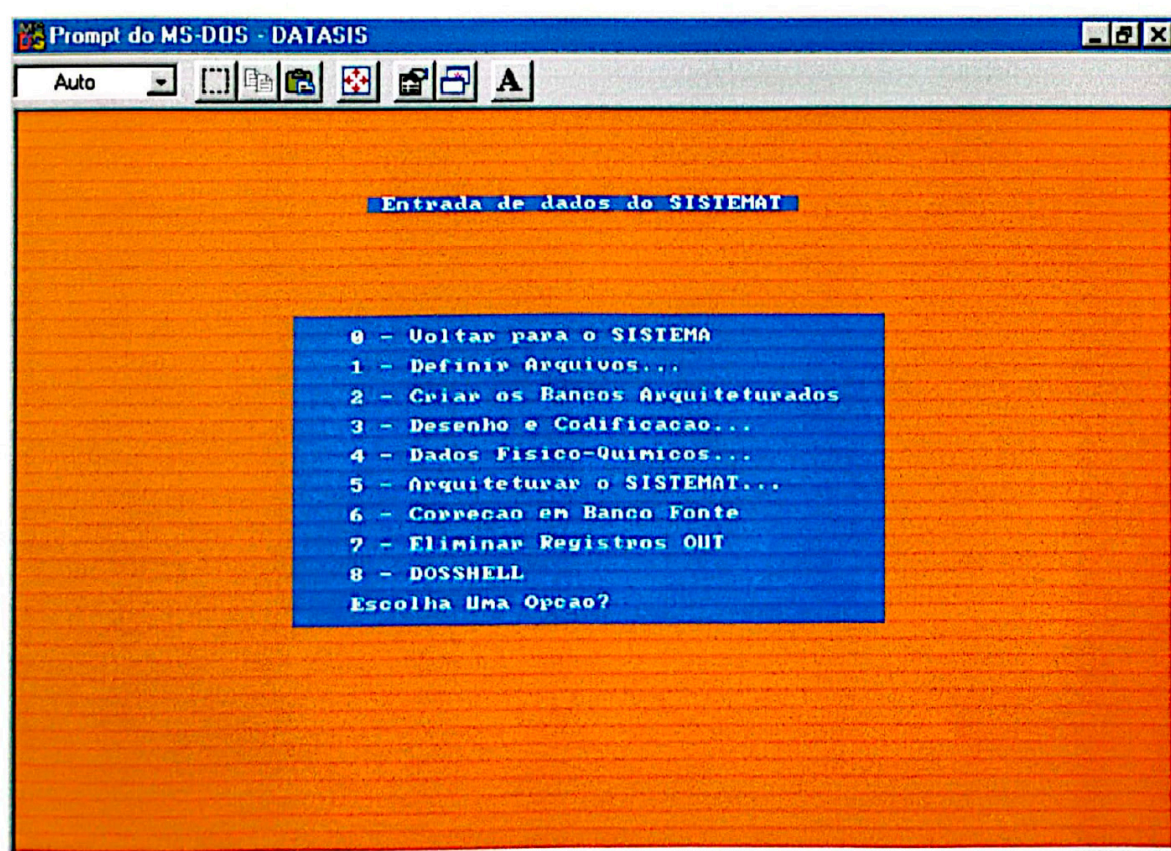 Prompt do MS-DOS - DATASIS
Auto
A
Entrada de dados do SISTEMAT
0 - Voltar para o SISTEMA
1 - Definir Arquivos...
2 - Criar os Bancos Arquiteturados
3 - Desenho e Codificacao...
4 - Dados Fisico-Quimicos...
5 - Arquiteturar o SISTEMAT...
6 - Correcao em Banco Fonte
7 - Eliminar Registros OUT
8 - DOSSHELL
Escolha Uma Opcao?